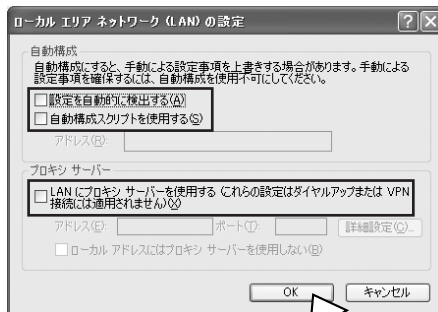 ローカル エリア ネットワーク (LAN) の設定
自動構成
自動構成にすると、手動による設定事項を上書きする場合があります。手動による
設定事項を確保するには、自動構成を使用不可にしてください。
設定を自動的に検出する(A)
自動構成スクリプトを使用する(S)
アドレス(R):
プロキシ サーバー
LAN にプロキシ サーバーを使用する (これらの設定はダイヤルアップまたは VPN
接続には適用されません)(X)
アドレス(E):
ポート(T):
詳細設定(C)...
ローカル アドレスにはプロキシ サーバーを使用しない(B)
OK
キャンセル